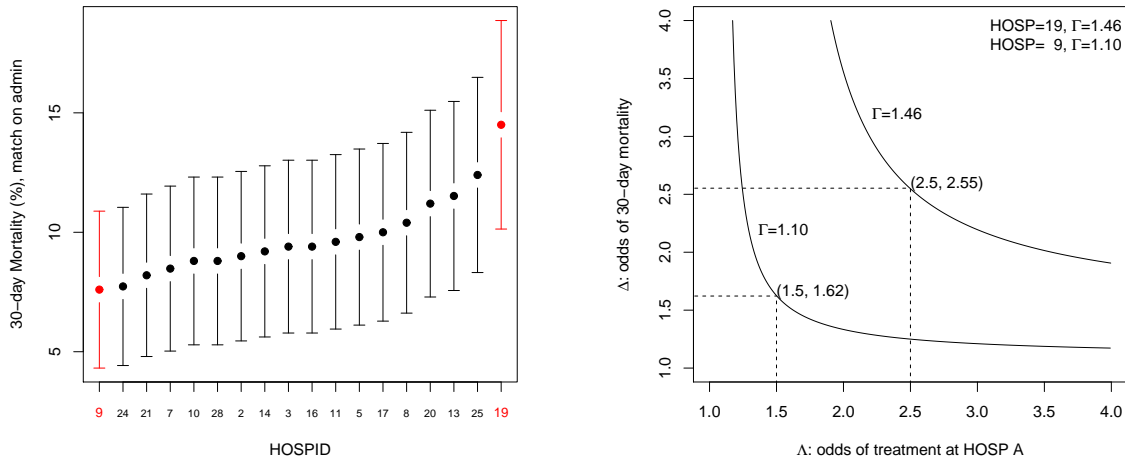 30−day Mortality (%), match on admin
15
10
5
9 24 21 7 10 28 2 14 3 16 11 5 17 8 20 13 25 19
HOSPID
Δ: odds of 30−day mortality
4.0
3.5
3.0
2.5
2.0
1.5
1.0
HOSP=19, Γ=1.46
HOSP= 9, Γ=1.10
Γ=1.46
(2.5, 2.55)
Γ=1.10
(1.5, 1.62)
1.0 1.5 2.0 2.5 3.0 3.5 4.0
Λ: odds of treatment at HOSP A